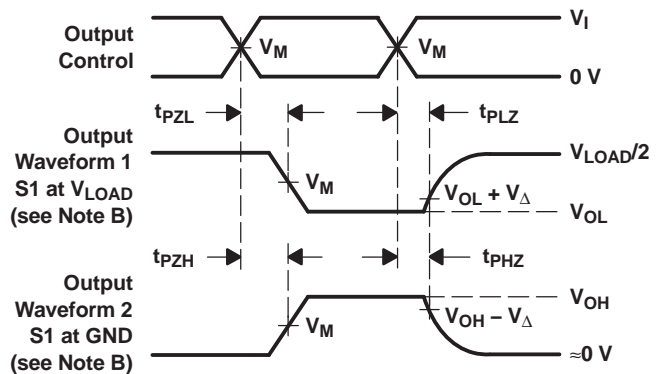 Output
Control
V_M
V_M
V_I
0 V
t_PZL
t_PLZ
Output
Waveform 1
S1 at V_LOAD
(see Note B)
V_M
V_LOAD/2
V_OL + V_Δ
V_OL
t_PZH
t_PHZ
Output
Waveform 2
S1 at GND
(see Note B)
V_M
V_OH
V_OH – V_Δ
≈0 V